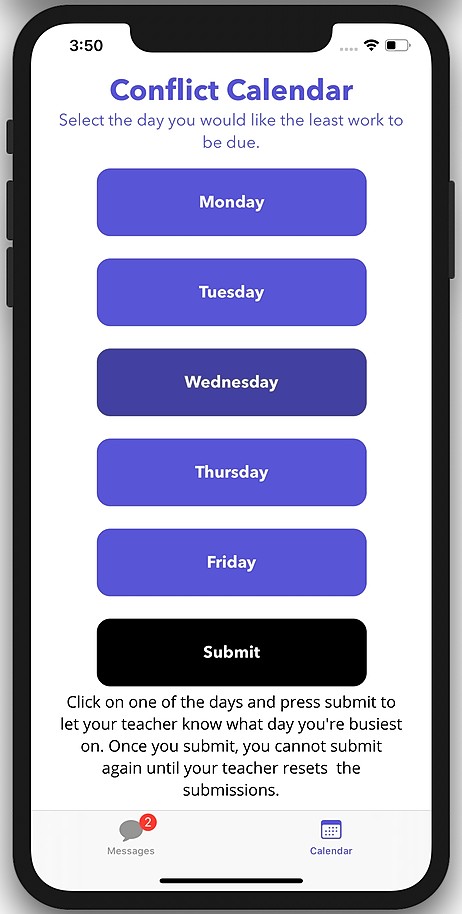 3:50
Conflict Calendar
Select the day you would like the least work to
be due.
Monday
Tuesday
Wednesday
Thursday
Friday
Submit
Click on one of the days and press submit to
let your teacher know what day you're busiest
on. Once you submit, you cannot submit
again until your teacher resets  the
submissions.
2
Messages
Calendar